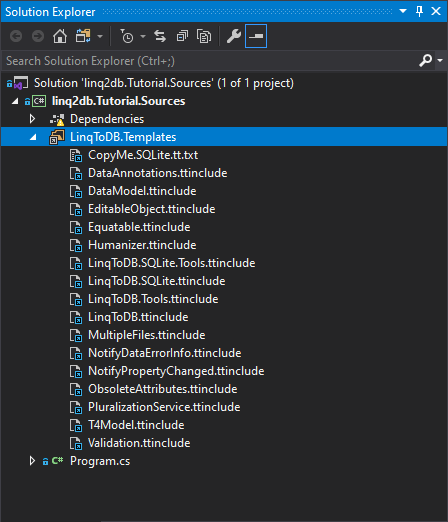 Solution Explorer
Search Solution Explorer (Ctrl+;)
Solution 'linq2db.Tutorial.Sources' (1 of 1 project)
C# linq2db.Tutorial.Sources
Dependencies
LinqToDB.Templates
CopyMe.SQLite.tt.txt
DataAnnotations.ttinclude
DataModel.ttinclude
EditableObject.ttinclude
Equatable.ttinclude
Humanizer.ttinclude
LinqToDB.SQLite.Tools.ttinclude
LinqToDB.SQLite.ttinclude
LinqToDB.Tools.ttinclude
LinqToDB.ttinclude
MultipleFiles.ttinclude
NotifyDataErrorInfo.ttinclude
NotifyPropertyChanged.ttinclude
ObsoleteAttributes.ttinclude
PluralizationService.ttinclude
T4Model.ttinclude
Validation.ttinclude
C# Program.cs